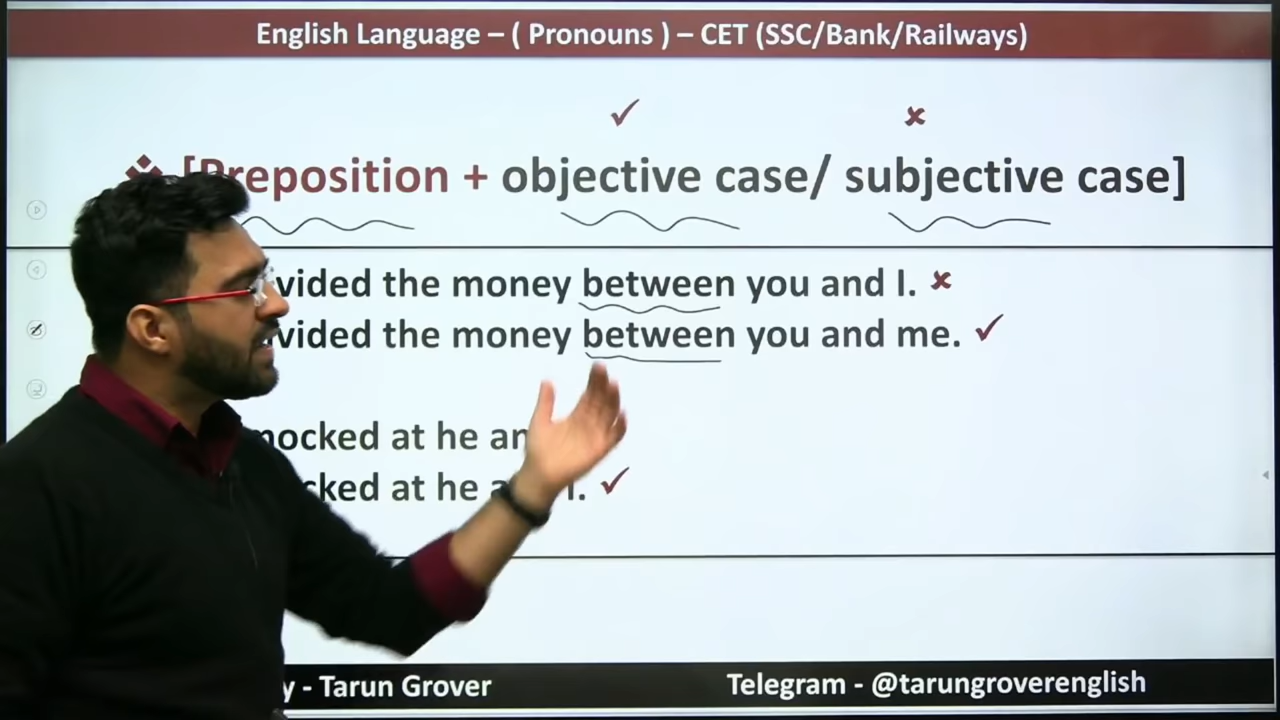 English Language – ( Pronouns ) – CET (SSC/Bank/Railways)
❖ [Preposition + objective case/ subjective case]
vided the money between you and I. ✗
vided the money between you and me. ✓
mocked at he an
cked at he a I. ✓
y - Tarun Grover
Telegram - @tarungroverenglish